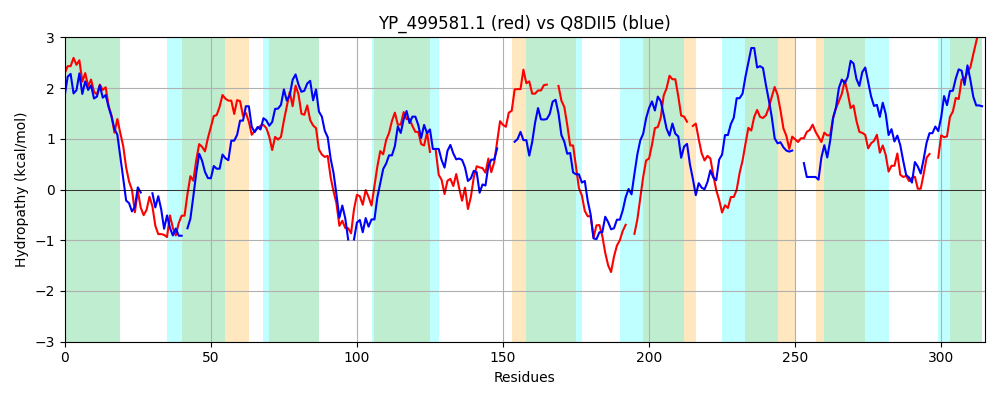 YP_499581.1 (red) vs Q8DII5 (blue)
Hydropathy (kcal/mol)
3
2
1
0
−1
−2
−3
0 50 100 150 200 250 300
Residues